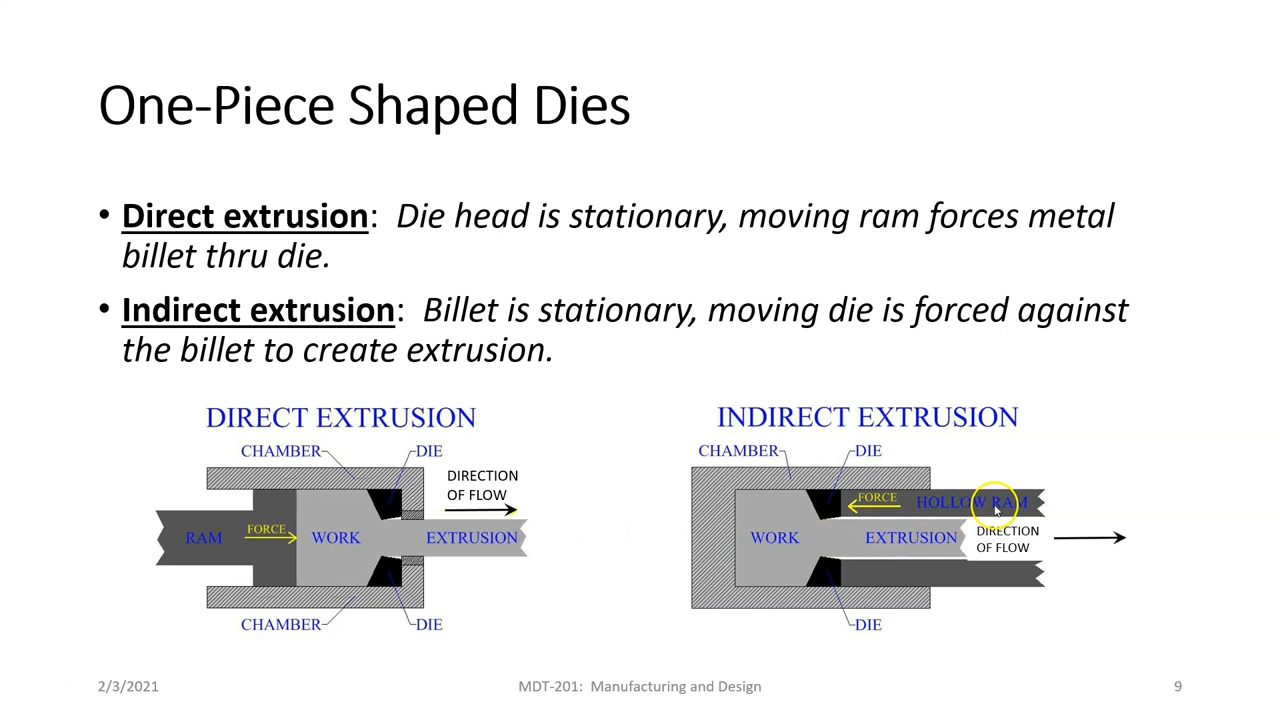 One-Piece Shaped Dies
• Direct extrusion: Die head is stationary, moving ram forces metal
billet thru die.
• Indirect extrusion: Billet is stationary, moving die is forced against
the billet to create extrusion.
DIRECT EXTRUSION
CHAMBER
DIE
DIRECTION
OF FLOW
RAM
FORCE
WORK
EXTRUSION
CHAMBER
DIE
INDIRECT EXTRUSION
CHAMBER
DIE
FORCE
HOLLOW RAM
WORK
EXTRUSION
DIRECTION
OF FLOW
DIE
2/3/2021
MDT-201: Manufacturing and Design
9